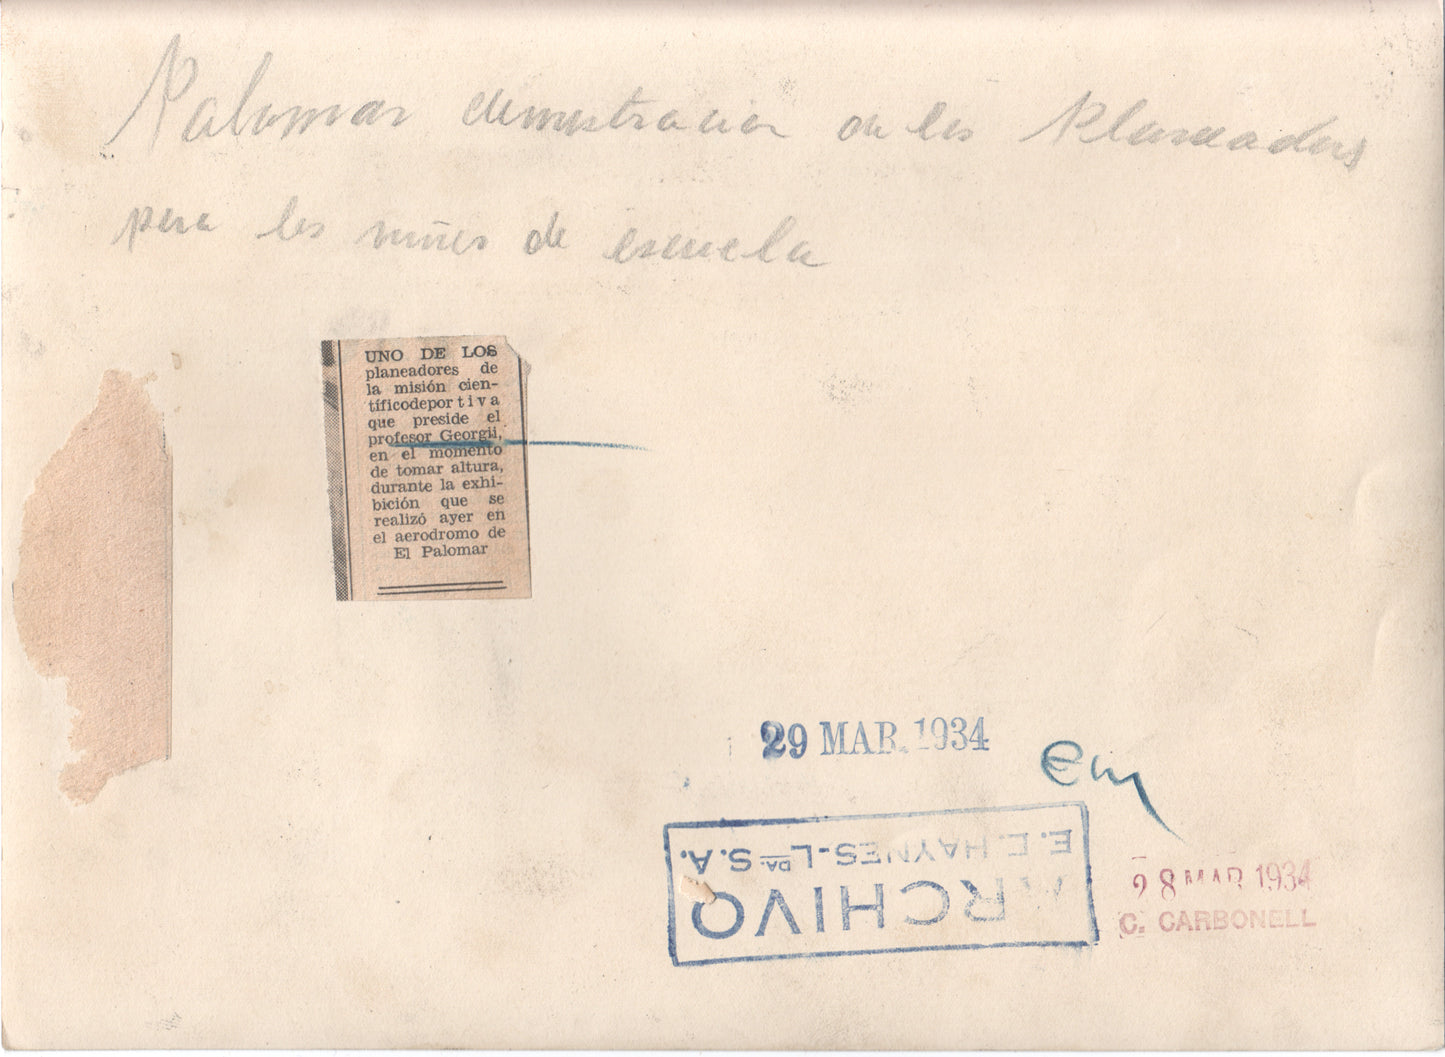 Palomar demostracion on los Planeadores
para los niños de escuela
UNO DE LOS
planeadores de
la misión cien-
tíficodeportiva
que preside el
profesor Georgii,
en el momento
de tomar altura,
durante la exhi-
bición que se
realizó ayer en
el aerodromo de
El Palomar
29 MAR. 1934
ARCHIVO
E. E. HAYNES-LDA. S.A.
28 MAR 1934
C. CARBONELL